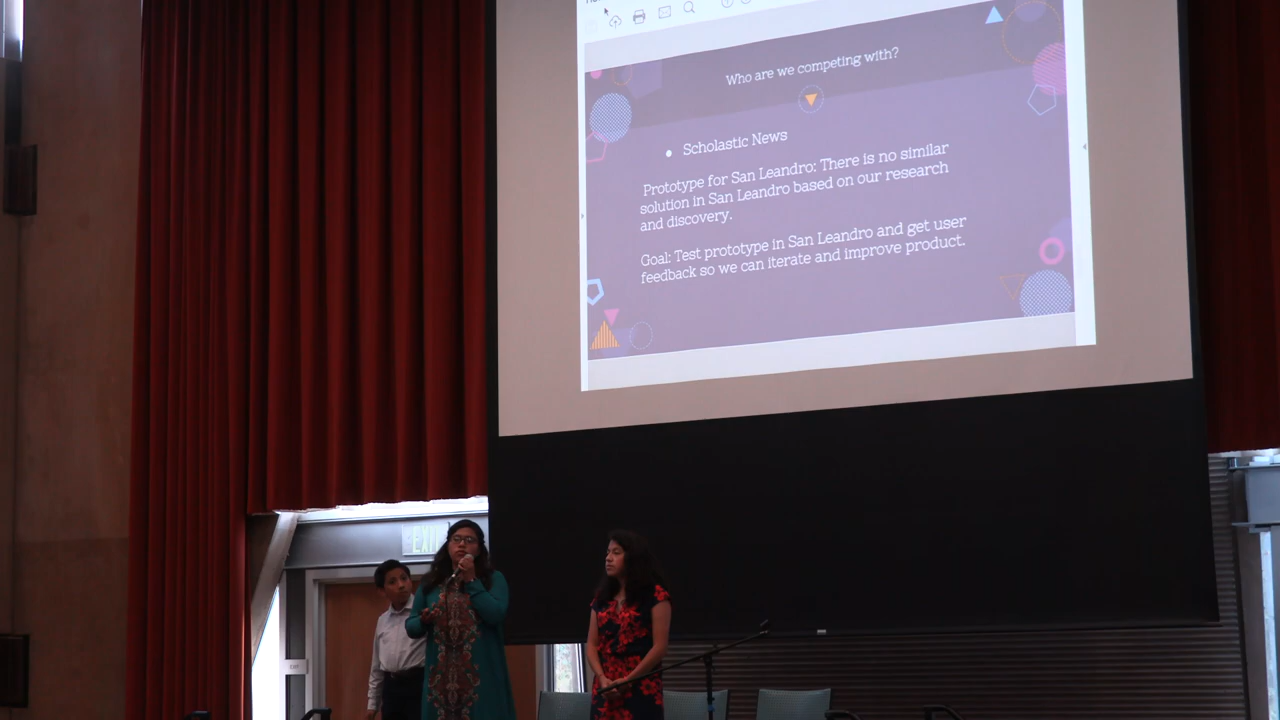 Who are we competing with?
• Scholastic News
Prototype for San Leandro: There is no similar
solution in San Leandro based on our research
and discovery.
Goal: Test prototype in San Leandro and get user
feedback so we can iterate and improve product.
EXIT